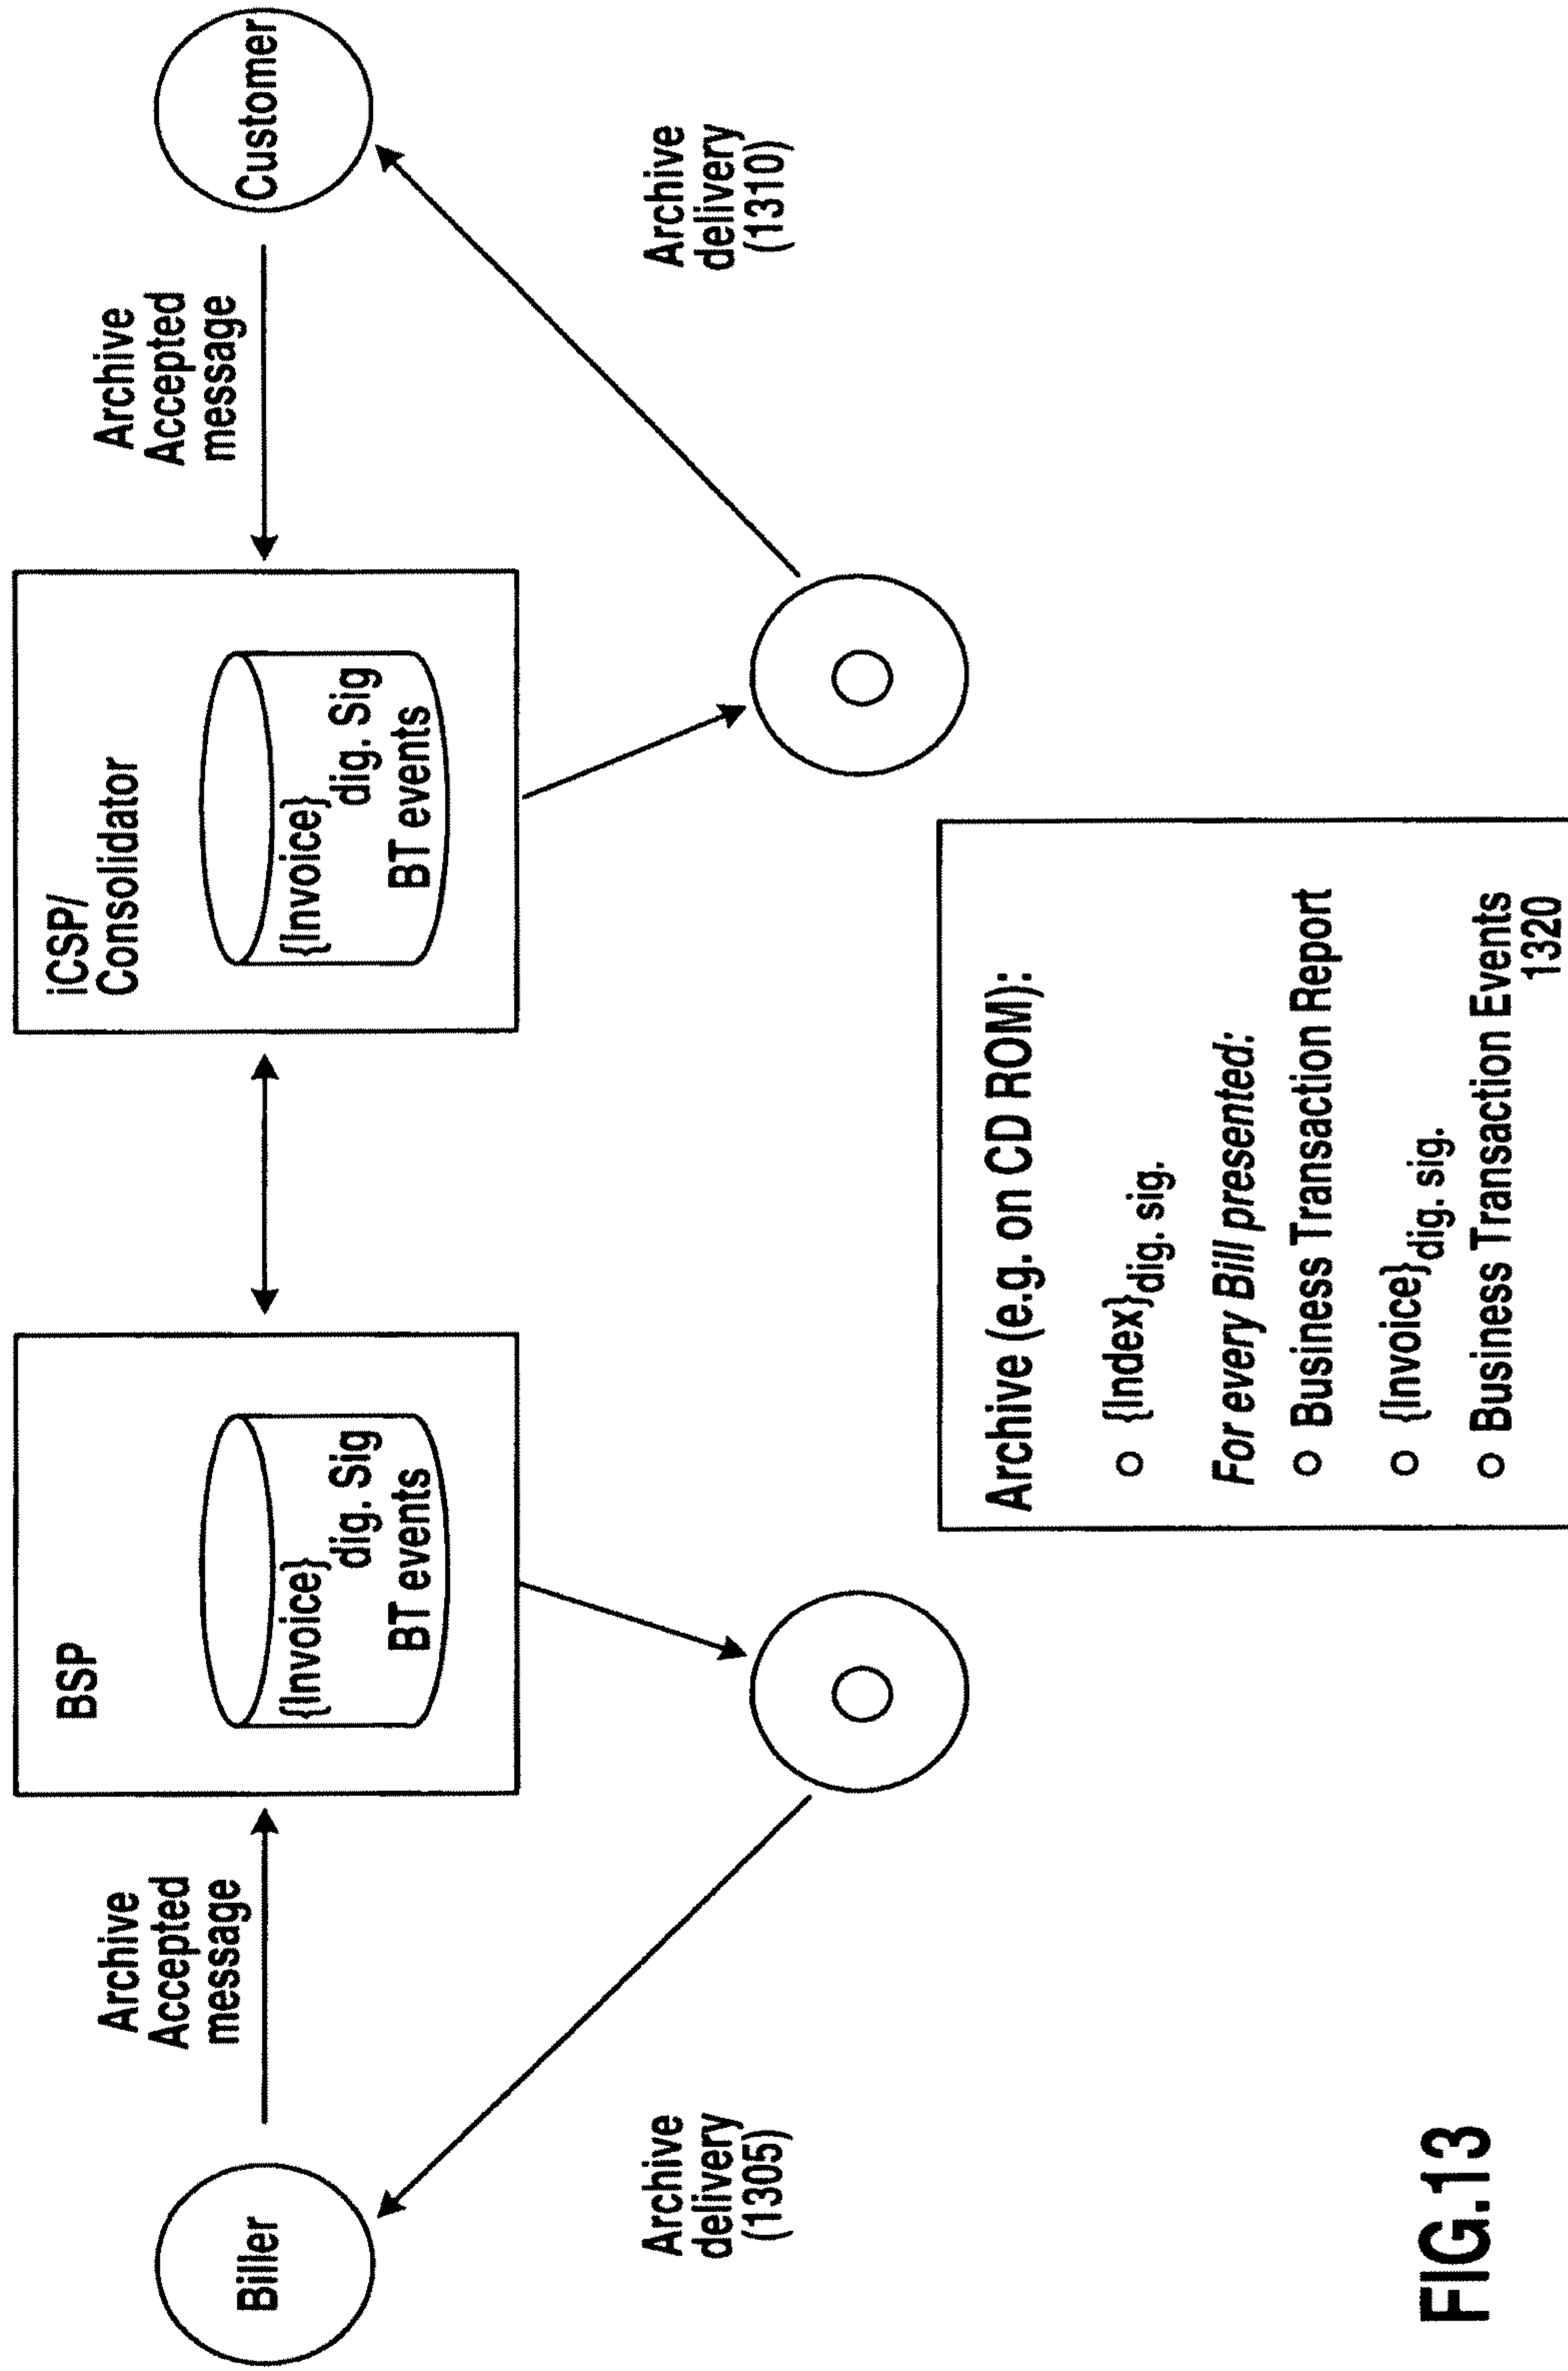 Biller
Archive
Accepted
message
BSP
{Invoice}
dig. Sig
BT events
iCSP/
Consolidator
{Invoice}
dig. Sig
BT events
Archive
Accepted
message
Customer
Archive
delivery
(1305)
Archive
delivery
(1310)
Archive (e.g. on CD ROM):
○ {Index}dig. sig.
For every Bill presented:
○ Business Transaction Report
○ {Invoice}dig. sig.
○ Business Transaction Events
1320
FIG.13